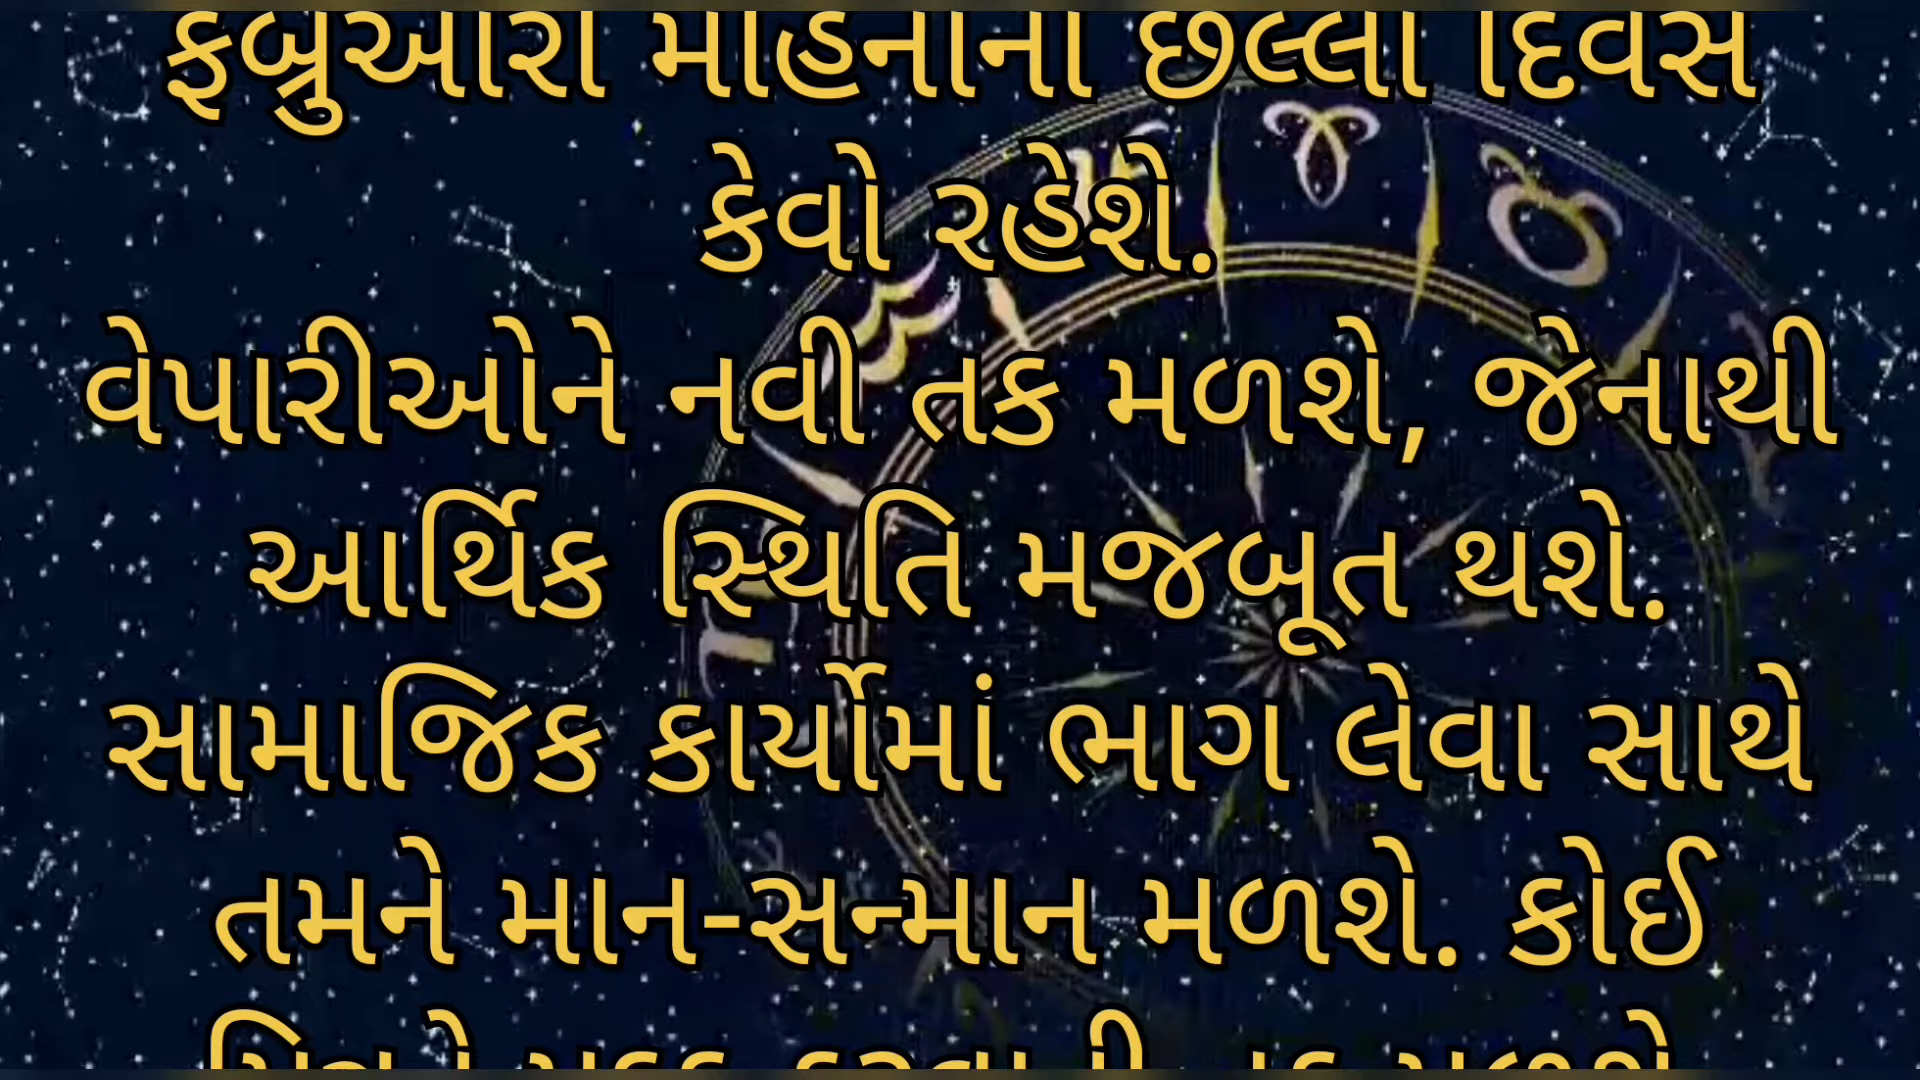 ફેબ્રુઆરી મહિનાનો છેલ્લો દિવસ
કેવો રહેશે.
વેપારીઓને નવી તક મળશે, જેનાથી
આર્થિક સ્થિતિ મજબૂત થશે.
સામાજિક કાર્યોમાં ભાગ લેવા સાથે
તમને માન-સન્માન મળશે. કોઈ